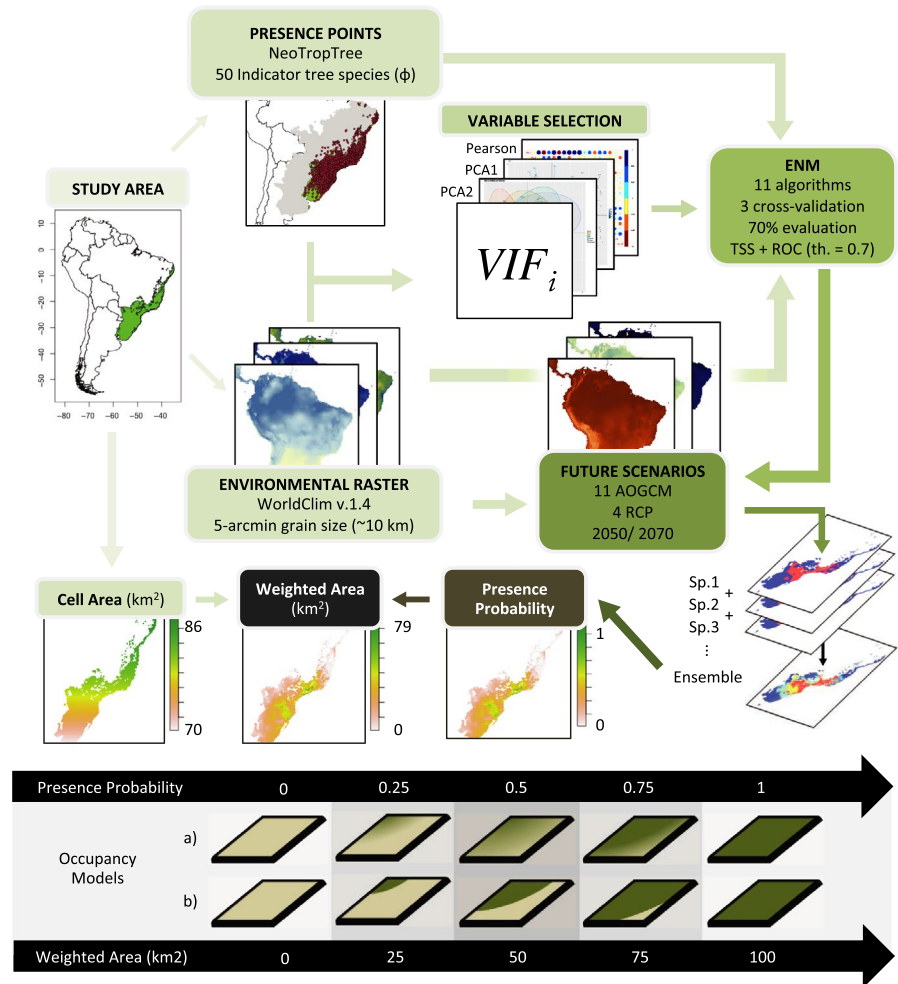 PRESENCE POINTS
NeoTropTree
50 Indicator tree species (ф)
VARIABLE SELECTION
Pearson
PCA1
PCA2
VIF i
ENM
11 algorithms
3 cross-validation
70% evaluation
TSS + ROC (th. = 0.7)
STUDY AREA
10
0
−10
−20
−30
−40
−50
−80 −70 −60 −50 −40
ENVIRONMENTAL RASTER
WorldClim v.1.4
5-arcmin grain size (~10 km)
FUTURE SCENARIOS
11 AOGCM
4 RCP
2050/ 2070
Sp.1
+
Sp.2
+
Sp.3
⋮
Ensemble
Cell Area (km2)
86
70
Weighted Area
(km2)
79
0
Presence
Probability
1
0
Presence Probability 0 0.25 0.5 0.75 1
Occupancy
Models
a)
b)
Weighted Area (km2) 0 25 50 75 100